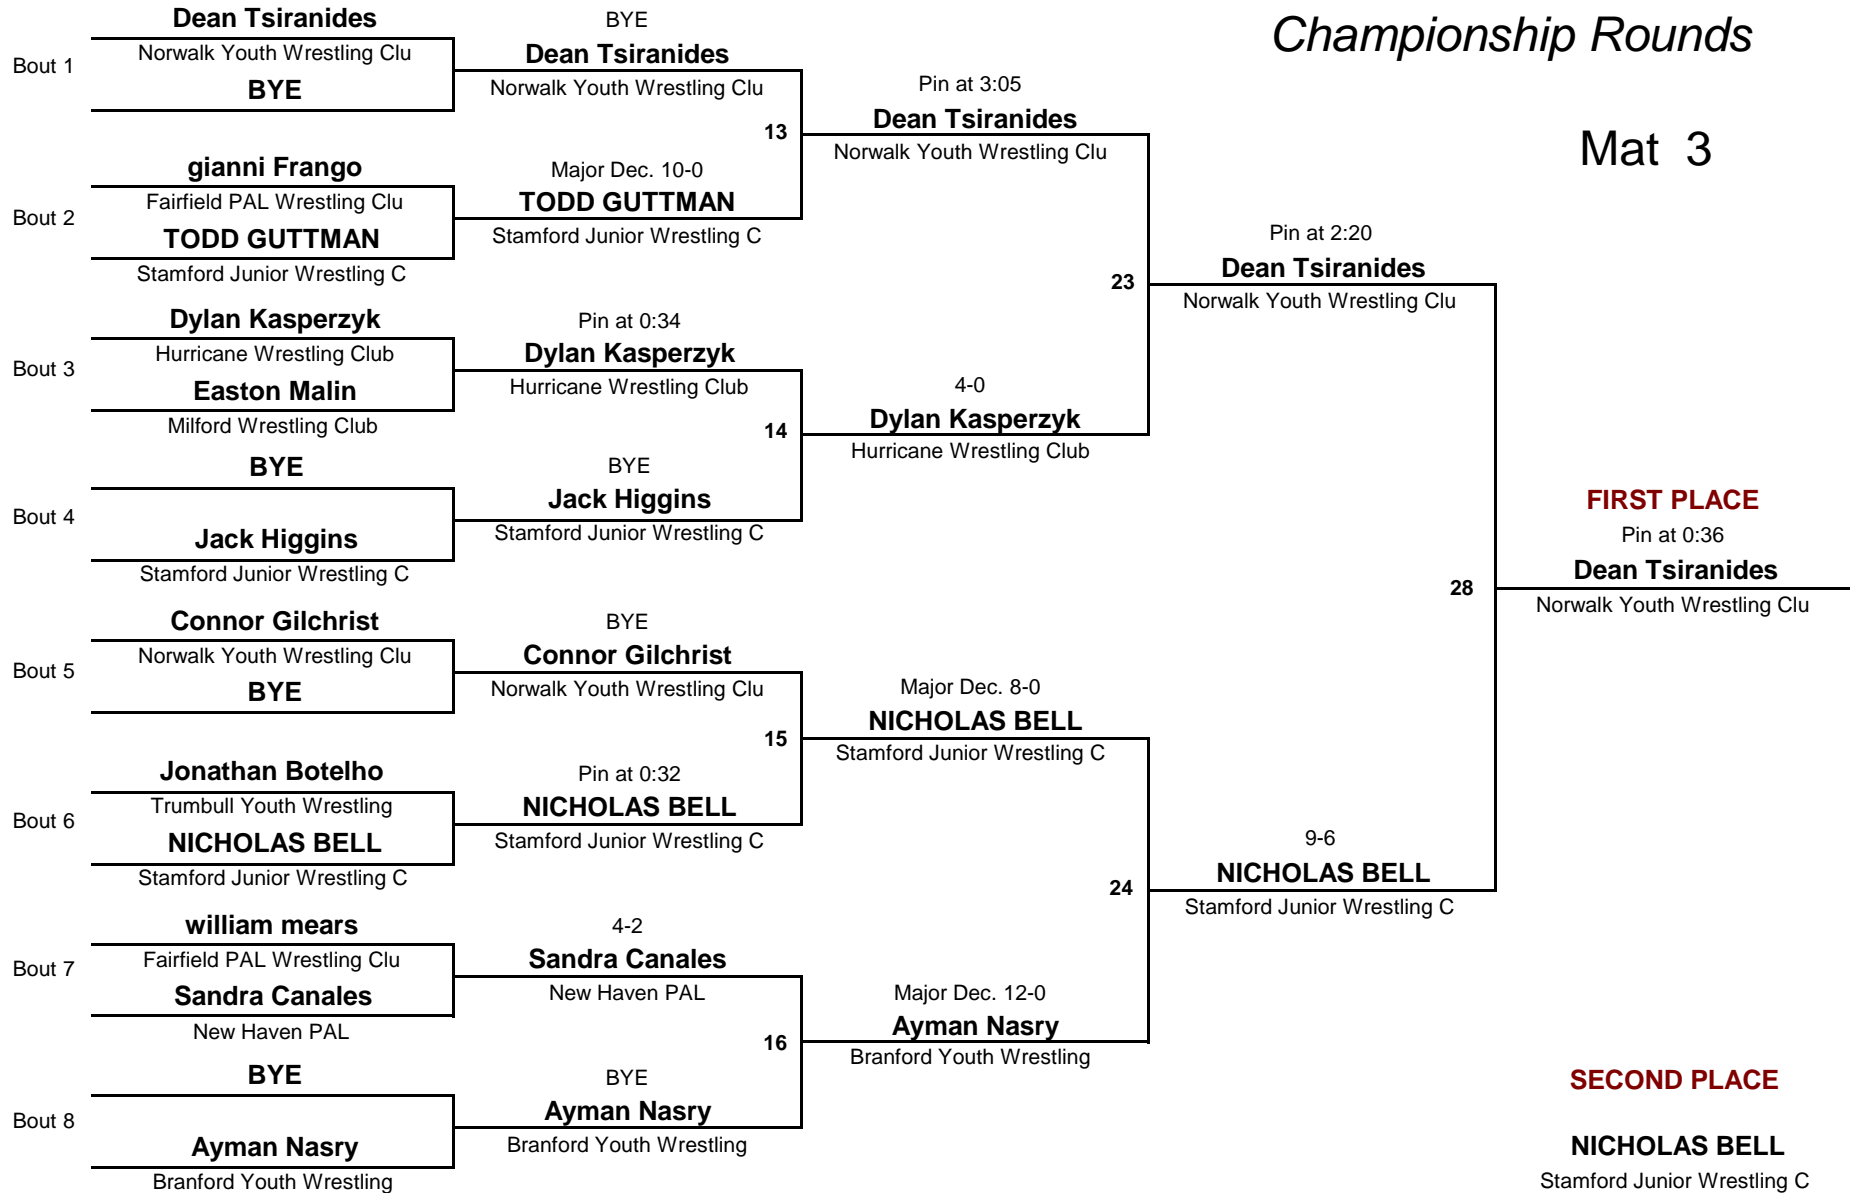 Championship Rounds
Mat 3
Bout 1
Dean Tsiranides
Norwalk Youth Wrestling Clu
BYE
Bout 2
gianni Frango
Fairfield PAL Wrestling Clu
TODD GUTTMAN
Stamford Junior Wrestling C
Bout 3
Dylan Kasperzyk
Hurricane Wrestling Club
Easton Malin
Milford Wrestling Club
Bout 4
BYE
Jack Higgins
Stamford Junior Wrestling C
Bout 5
Connor Gilchrist
Norwalk Youth Wrestling Clu
BYE
Bout 6
Jonathan Botelho
Trumbull Youth Wrestling
NICHOLAS BELL
Stamford Junior Wrestling C
Bout 7
william mears
Fairfield PAL Wrestling Clu
Sandra Canales
New Haven PAL
Bout 8
BYE
Ayman Nasry
Branford Youth Wrestling
BYE
Dean Tsiranides
Norwalk Youth Wrestling Clu
13
Major Dec. 10-0
TODD GUTTMAN
Stamford Junior Wrestling C
Pin at 0:34
Dylan Kasperzyk
Hurricane Wrestling Club
14
BYE
Jack Higgins
Stamford Junior Wrestling C
BYE
Connor Gilchrist
Norwalk Youth Wrestling Clu
15
Pin at 0:32
NICHOLAS BELL
Stamford Junior Wrestling C
4-2
Sandra Canales
New Haven PAL
16
BYE
Ayman Nasry
Branford Youth Wrestling
Pin at 3:05
Dean Tsiranides
Norwalk Youth Wrestling Clu
23
4-0
Dylan Kasperzyk
Hurricane Wrestling Club
Major Dec. 8-0
NICHOLAS BELL
Stamford Junior Wrestling C
24
Major Dec. 12-0
Ayman Nasry
Branford Youth Wrestling
Pin at 2:20
Dean Tsiranides
Norwalk Youth Wrestling Clu
28
9-6
NICHOLAS BELL
Stamford Junior Wrestling C
FIRST PLACE
Pin at 0:36
Dean Tsiranides
Norwalk Youth Wrestling Clu
SECOND PLACE
NICHOLAS BELL
Stamford Junior Wrestling C